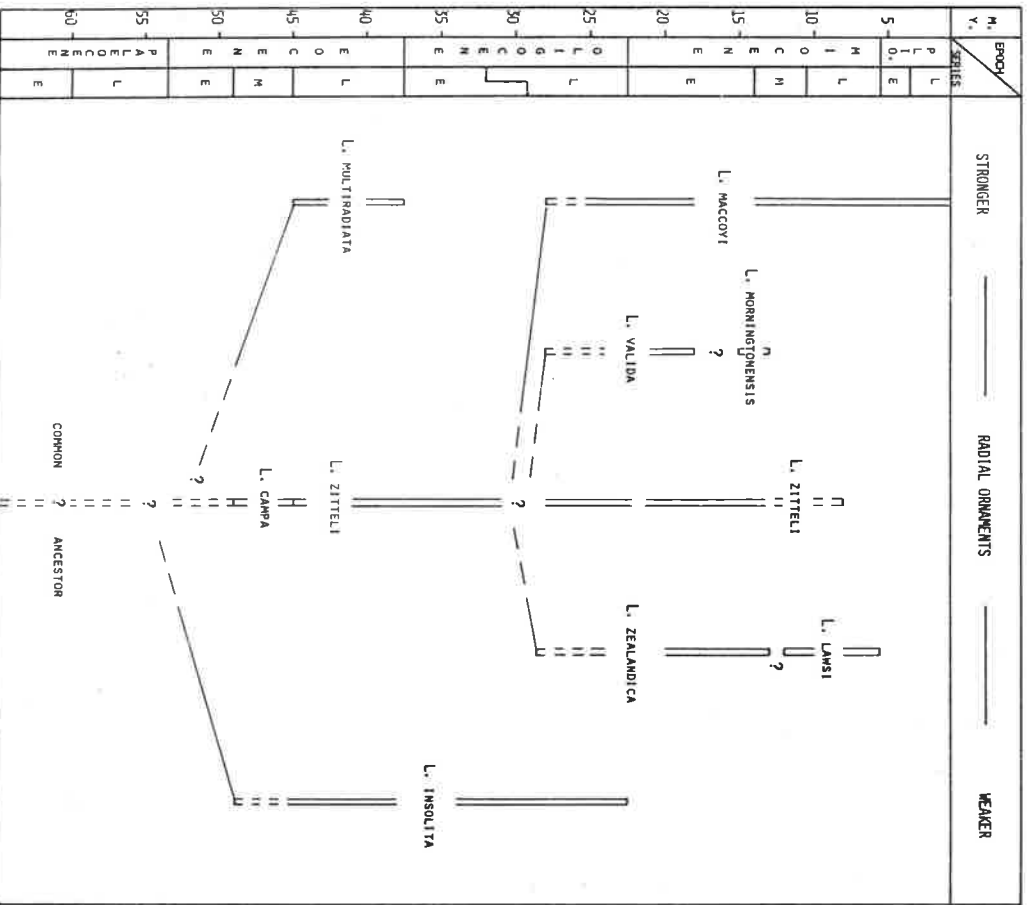 M. Y.
EPOCH
SERIES
STRONGER RADIAL ORNAMENTS WEAKER
5
10
15
20
25
30
35
40
45
50
55
60
PLIO.
MIOCENE
OLIGOCENE
EOCENE
PALEOCENE
L
E
L
M
E
L
E
L
M
E
L
E
L. MACCOYI
L. MORNINGTONENSIS
?
L. VALIDA
L. ZITTELI
L. LAWSI
?
L. ZEALANDICA
?
L. INSOLITA
L. MULTIRADIATA
L. ZITTELI
L. CAMPA
?
?
COMMON ? ANCESTOR